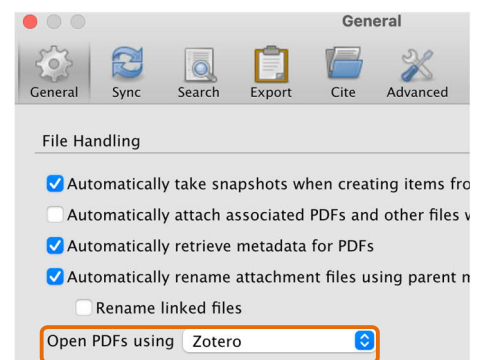 General
General Sync Search Export Cite Advanced
File Handling
Automatically take snapshots when creating items fro
Automatically attach associated PDFs and other files
Automatically retrieve metadata for PDFs
Automatically rename attachment files using parent
Rename linked files
Open PDFs using Zotero